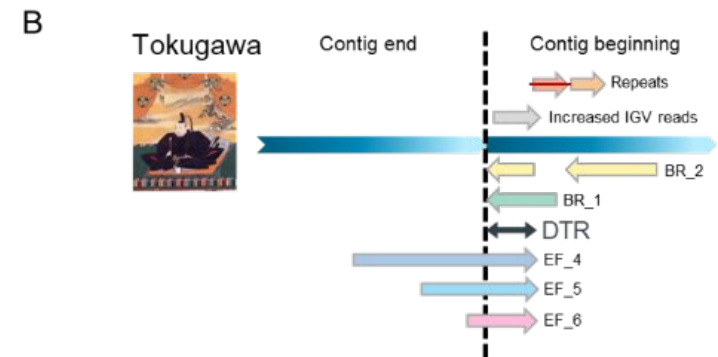 B
Tokugawa
Contig end
Contig beginning
Repeats
Increased IGV reads
BR_2
BR_1
DTR
EF_4
EF_5
EF_6